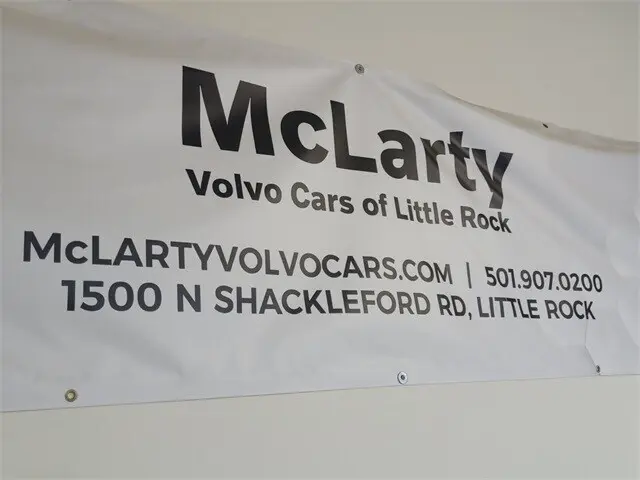 McLarty
Volvo Cars of Little Rock
McLARTYVOLVOCARS.COM | 501.907.0200
1500 N SHACKLEFORD RD, LITTLE ROCK